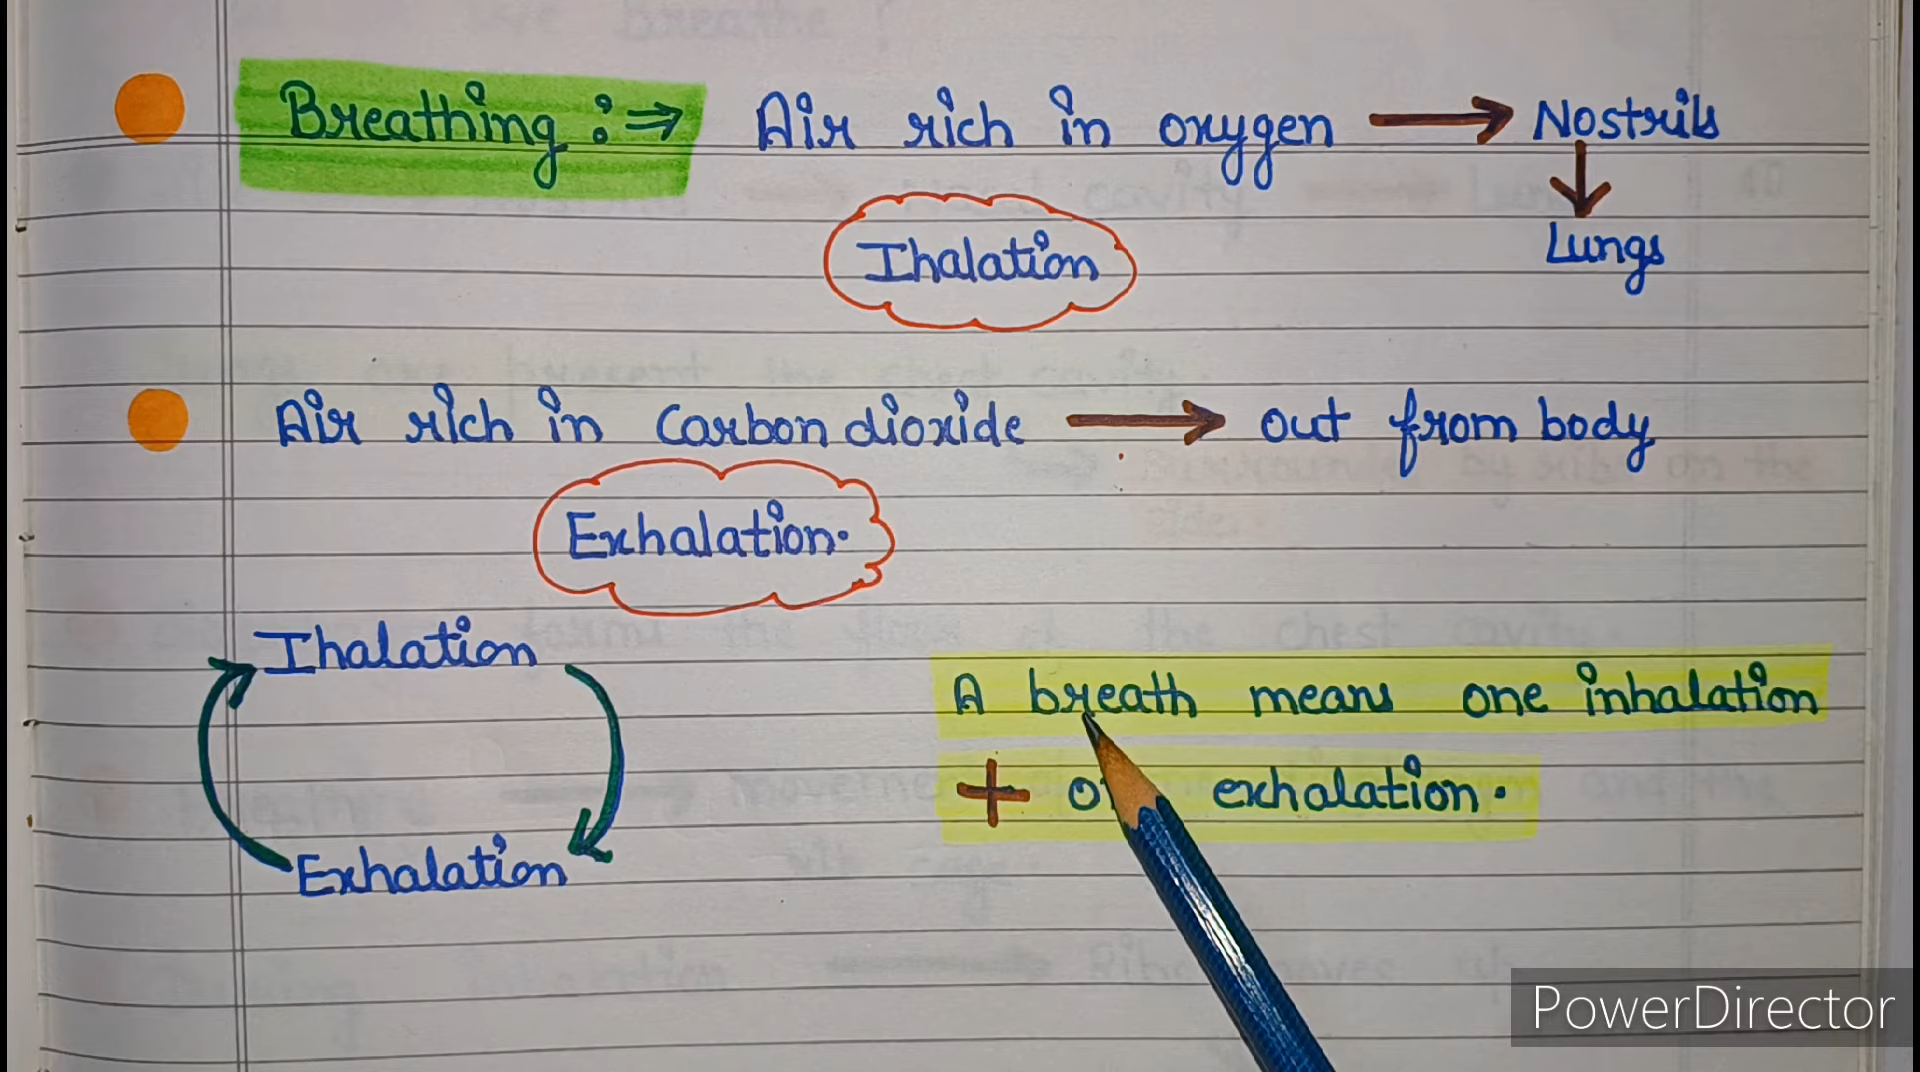 Breathing :⇒ Air rich in oxygen → Nostrils
↓
Lungs
Ihalation
Air rich in Carbon dioxide → out from body
Exhalation.
Ihalation
Exhalation
A breath means one inhalation
+ exhalation.
PowerDirector